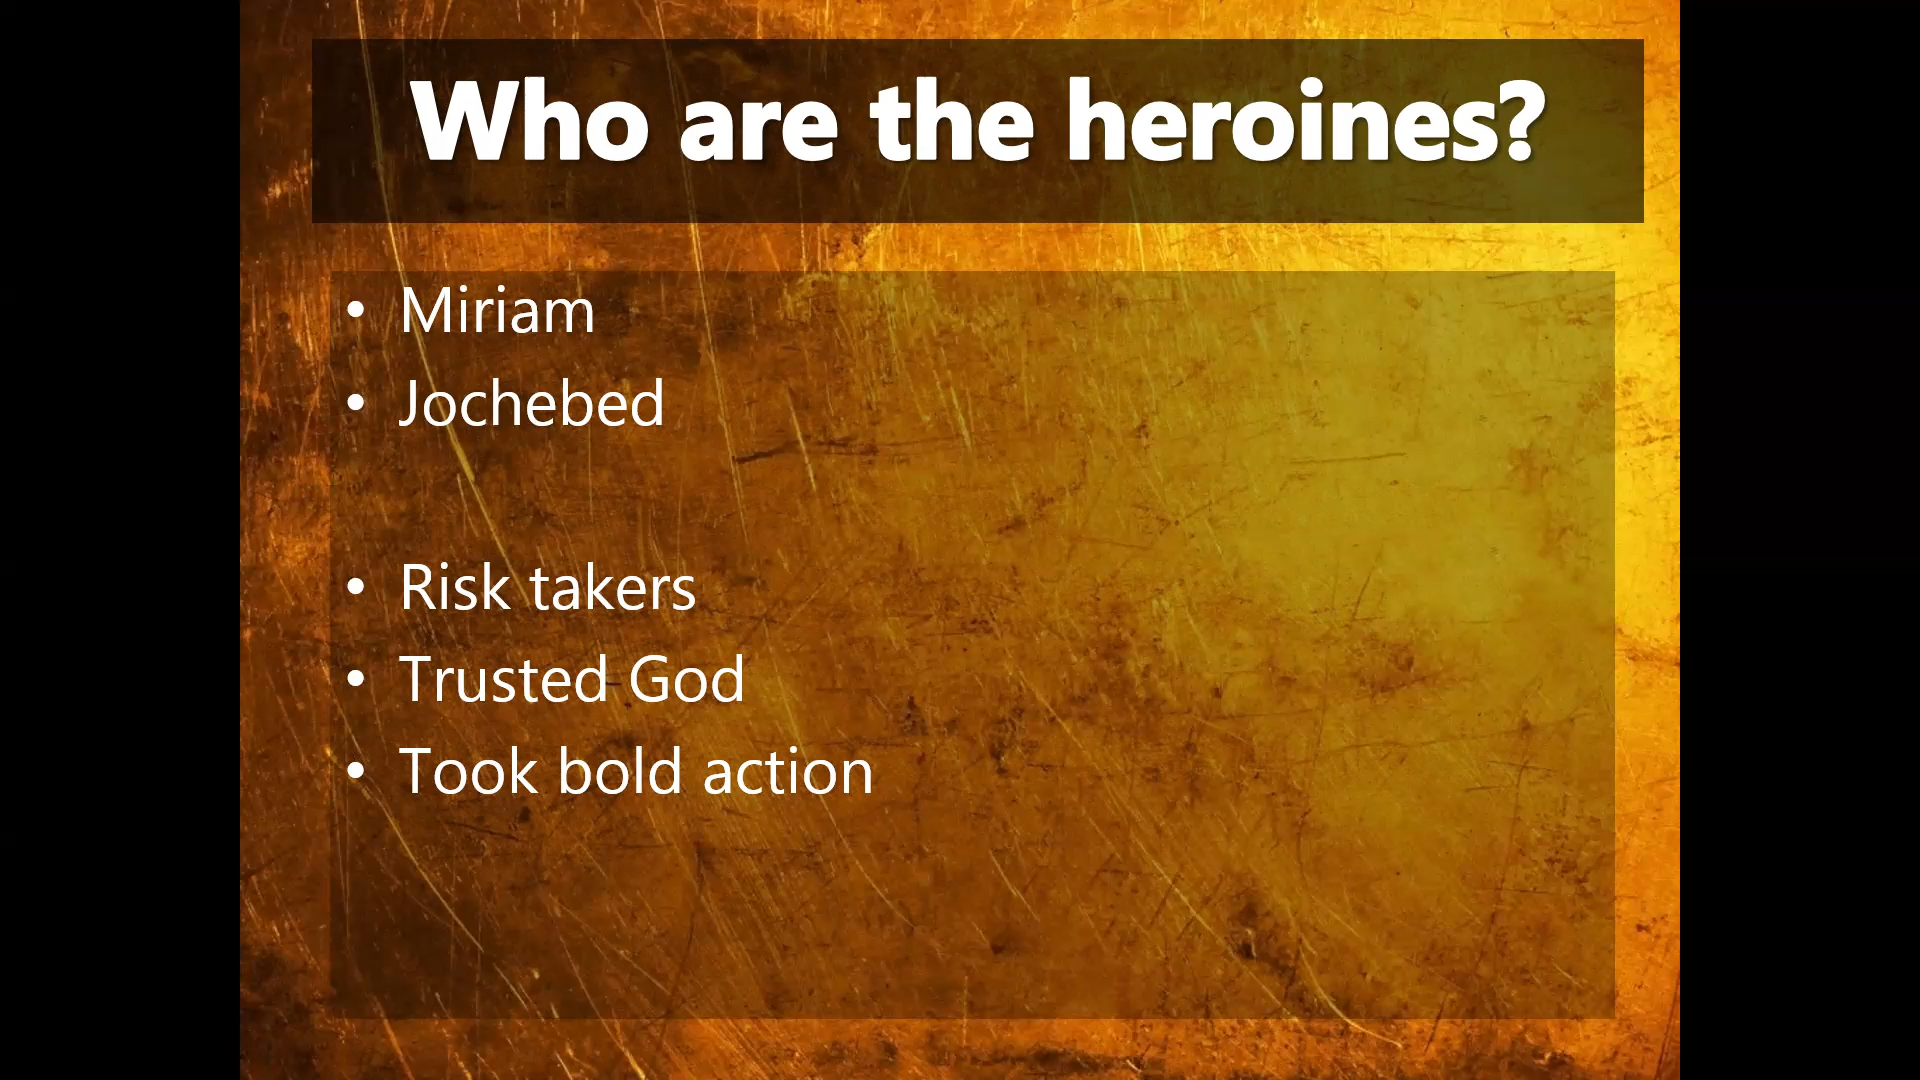 Who are the heroines?
• Miriam
• Jochebed
• Risk takers
• Trusted God
• Took bold action